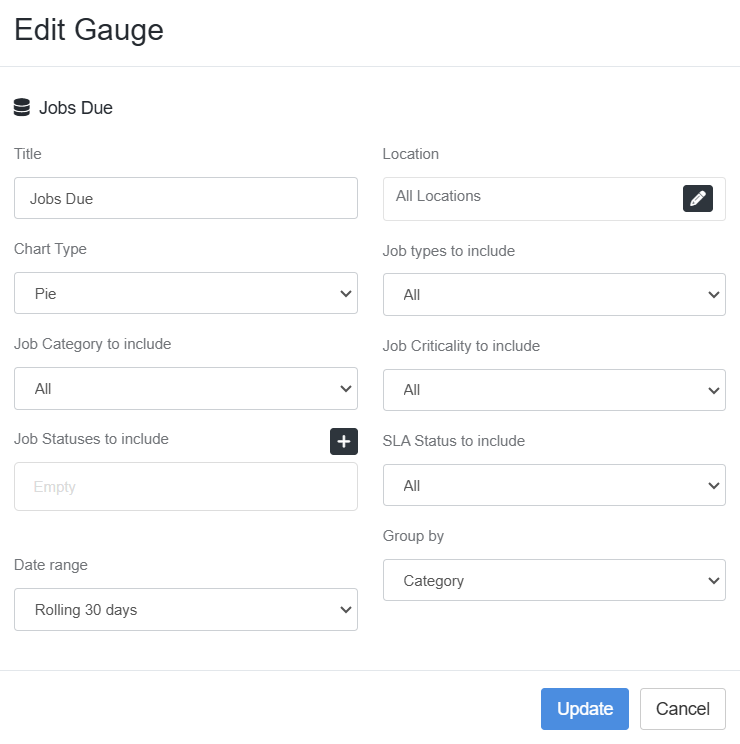 Edit Gauge
Jobs Due
Title
Jobs Due
Location
All Locations
Chart Type
Pie
Job types to include
All
Job Category to include
All
Job Criticality to include
All
Job Statuses to include
Empty
SLA Status to include
All
Date range
Rolling 30 days
Group by
Category
Update
Cancel